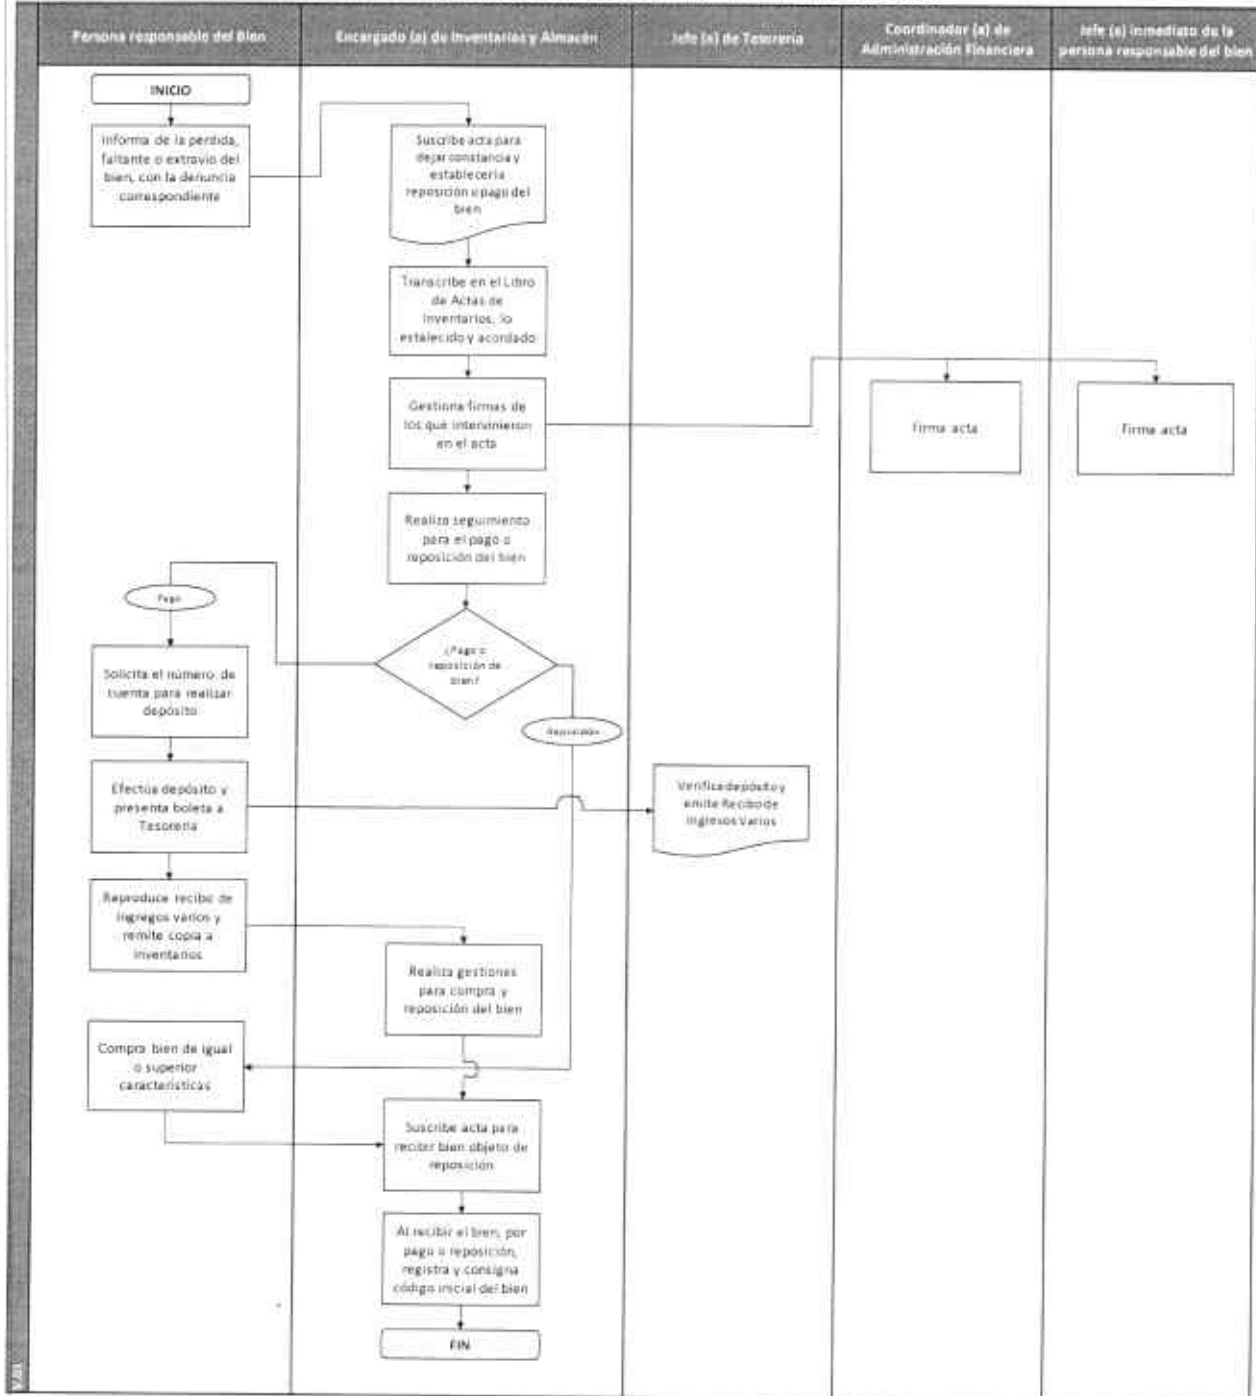 Persona responsable del Bien
Encargado (a) de Inventarios y Almacén
Jefe (a) de Tesorería
Coordinador (a) de
Administración Financiera
Jefe (a) inmediato de la
persona responsable del bien
INICIO
Informa de la perdida,
faltante o extravío del
bien, con la denuncia
correspondiente
Suscribe acta para
dejar constancia y
establecer la
reposición o pago del
bien
Transcribe en el Libro
de Actas de
Inventarios, lo
estalecido y acordado
Gestiona firmas de
los que intervinieron
en el acta
Firma acta
Firma acta
Realiza seguimiento
para el pago o
reposición del bien
Pago
¿Pago o
reposición de
bien?
Solicita el número de
cuenta para realizar
depósito
Reposición
Efectúa depósito y
presenta boleta a
Tesorería
Verifica depósito y
emite Recibo de
Ingresos Varios
Reproduce recibo de
ingregos varios y
remite copia a
inventarios
Realiza gestiones
para compra y
reposición del bien
Compra bien de igual
o superior
características
Suscribe acta para
recibir bien objeto de
reposición
Al recibir el bien, por
pago o reposición,
registra y consigna
código inicial del bien
FIN